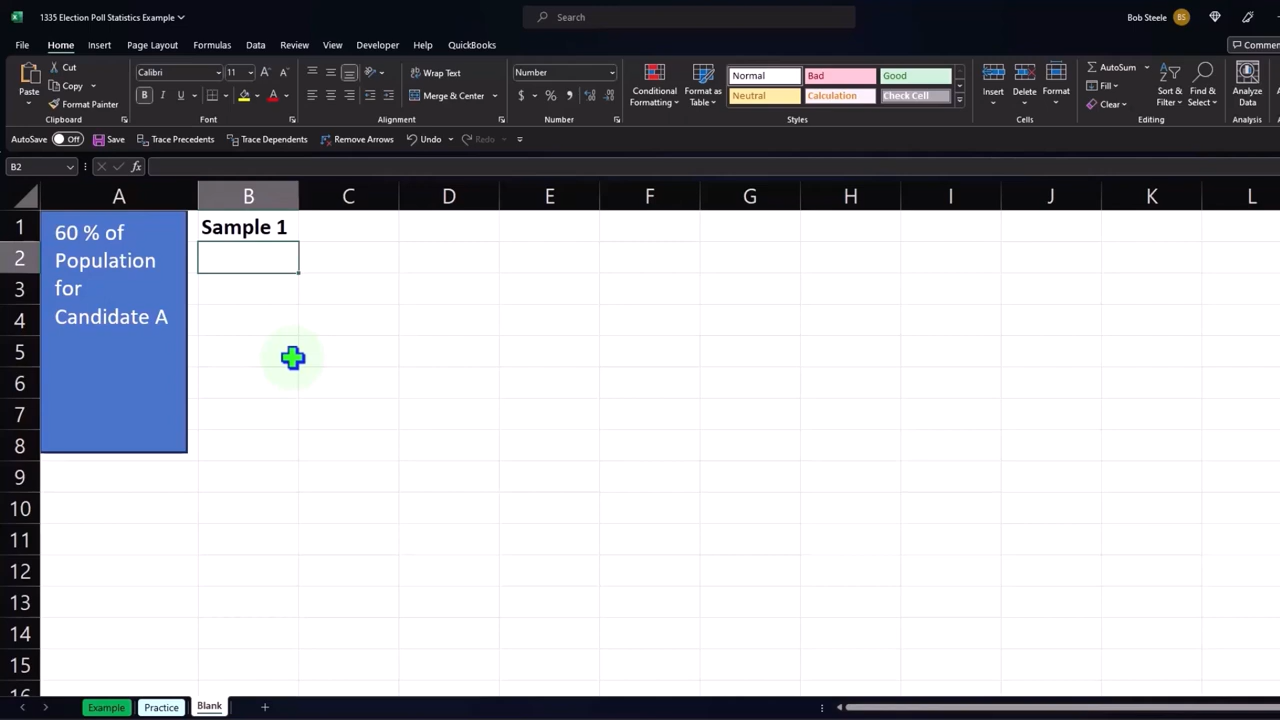 1335 Election Poll Statistics Example
Search
Bob Steele
BS
File
Home
Insert
Page Layout
Formulas
Data
Review
View
Developer
Help
QuickBooks
Commen
Paste
Cut
Copy
Format Painter
Clipboard
Calibri
11
A
A
B
I
U
A
Font
Wrap Text
Merge & Center
Alignment
Number
$
%
Number
Conditional
Formatting
Format as
Table
Normal
Bad
Good
Neutral
Calculation
Check Cell
Styles
Insert
Delete
Format
Cells
AutoSum
Fill
Clear
Sort &
Filter
Find &
Select
Editing
Analyze
Data
Analysis
AutoSave
Off
Save
Trace Precedents
Trace Dependents
Remove Arrows
Undo
Redo
B2
fx
A B C D E F G H I J K L
1
2
3
4
5
6
7
8
9
10
11
12
13
14
15
16
60 % of
Population
for
Candidate A
Sample 1
Example
Practice
Blank